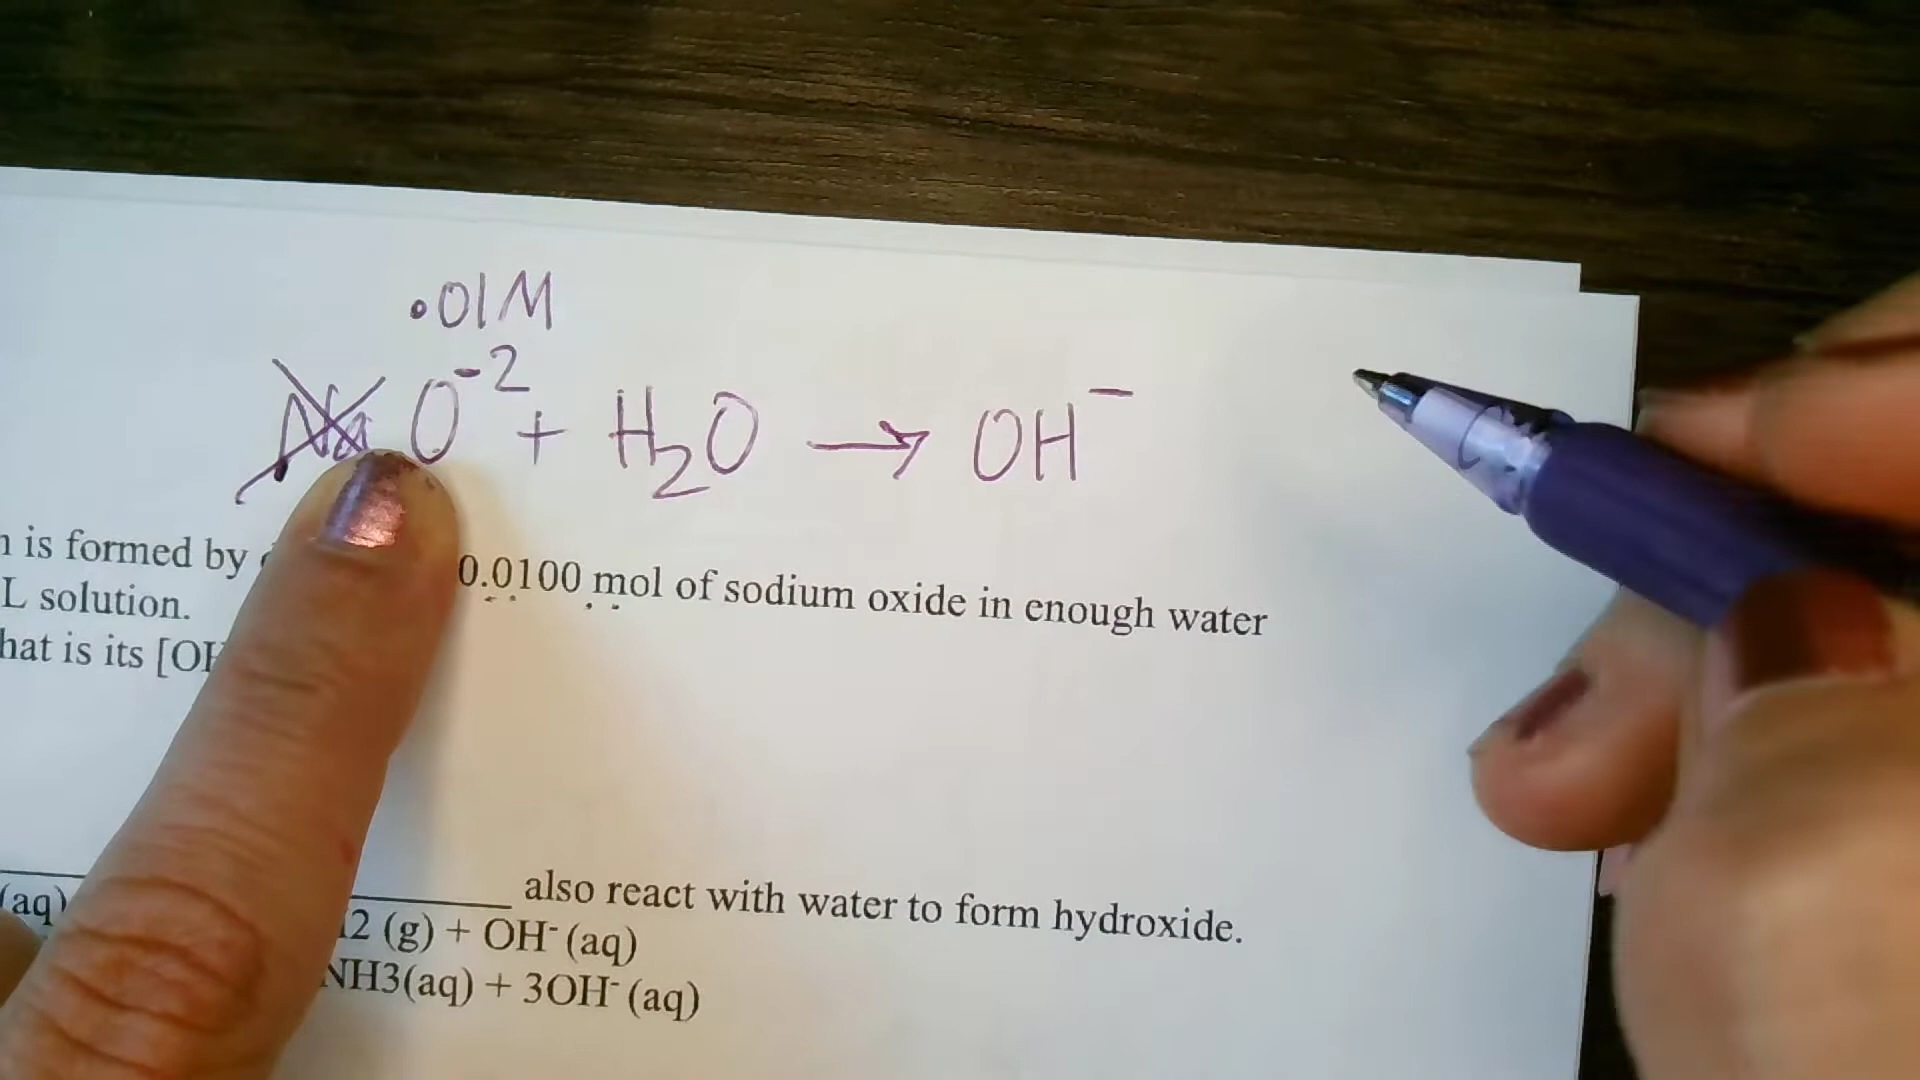 .01M
Na O⁻² + H₂O → OH⁻
is formed by 0.0100 mol of sodium oxide in enough water
L solution.
hat is its [OH
also react with water to form hydroxide.
(aq) 2 (g) + OH⁻ (aq)
NH3(aq) + 3OH⁻ (aq)